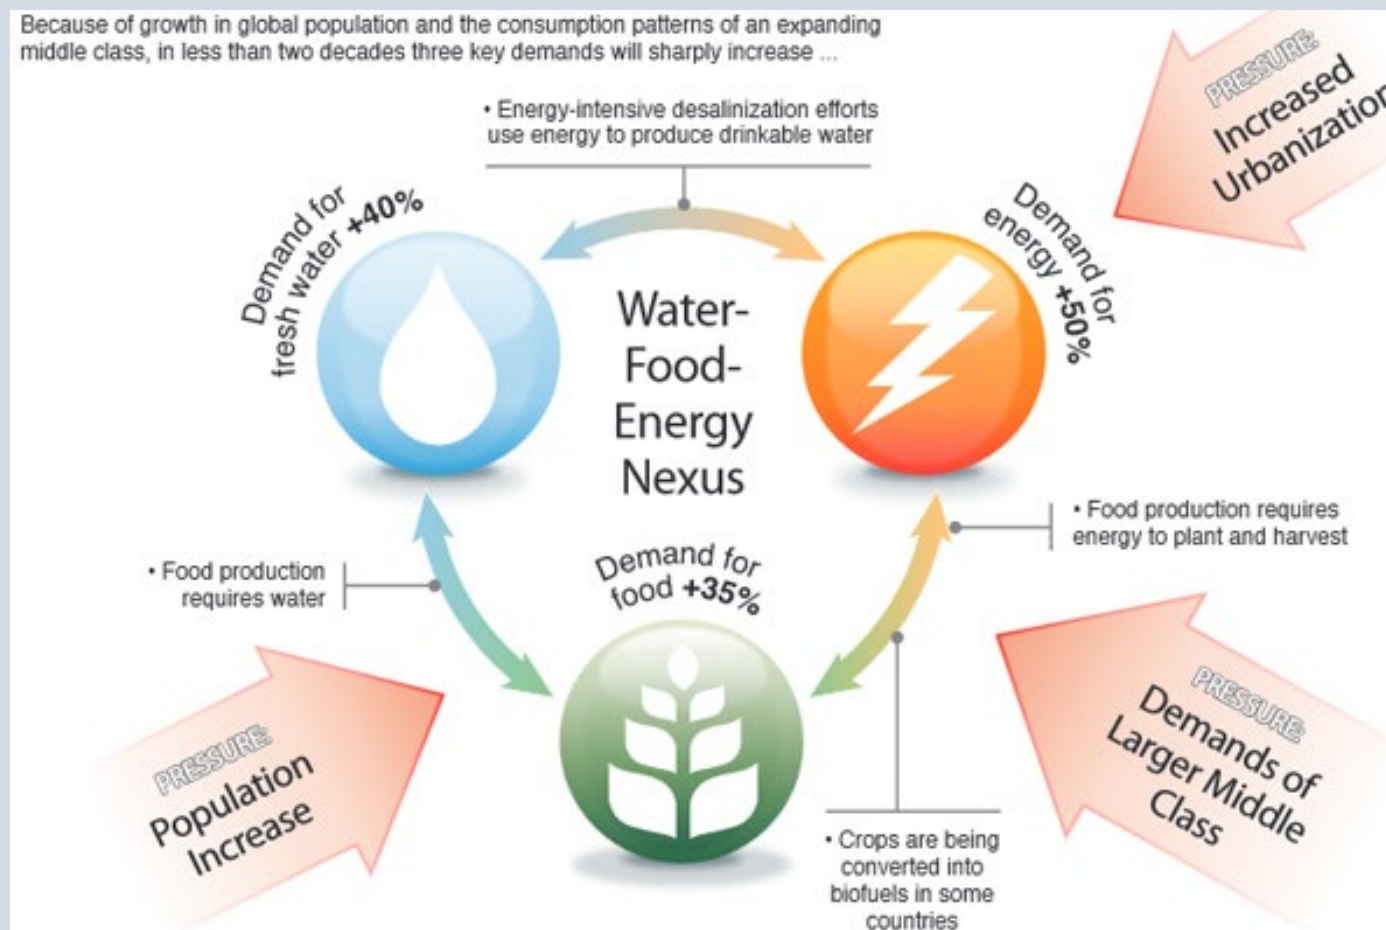 Because of growth in global population and the consumption patterns of an expanding
middle class, in less than two decades three key demands will sharply increase ...
PRESSURE:
Increased
Urbanization
• Energy-intensive desalinization efforts
use energy to produce drinkable water
Demand for
fresh water +40%
Demand for
energy +50%
Water-
Food-
Energy
Nexus
• Food production requires
energy to plant and harvest
• Food production
requires water
Demand for
food +35%
PRESSURE:
Population
Increase
PRESSURE:
Demands of
Larger Middle
Class
• Crops are being
converted into
biofuels in some
countries